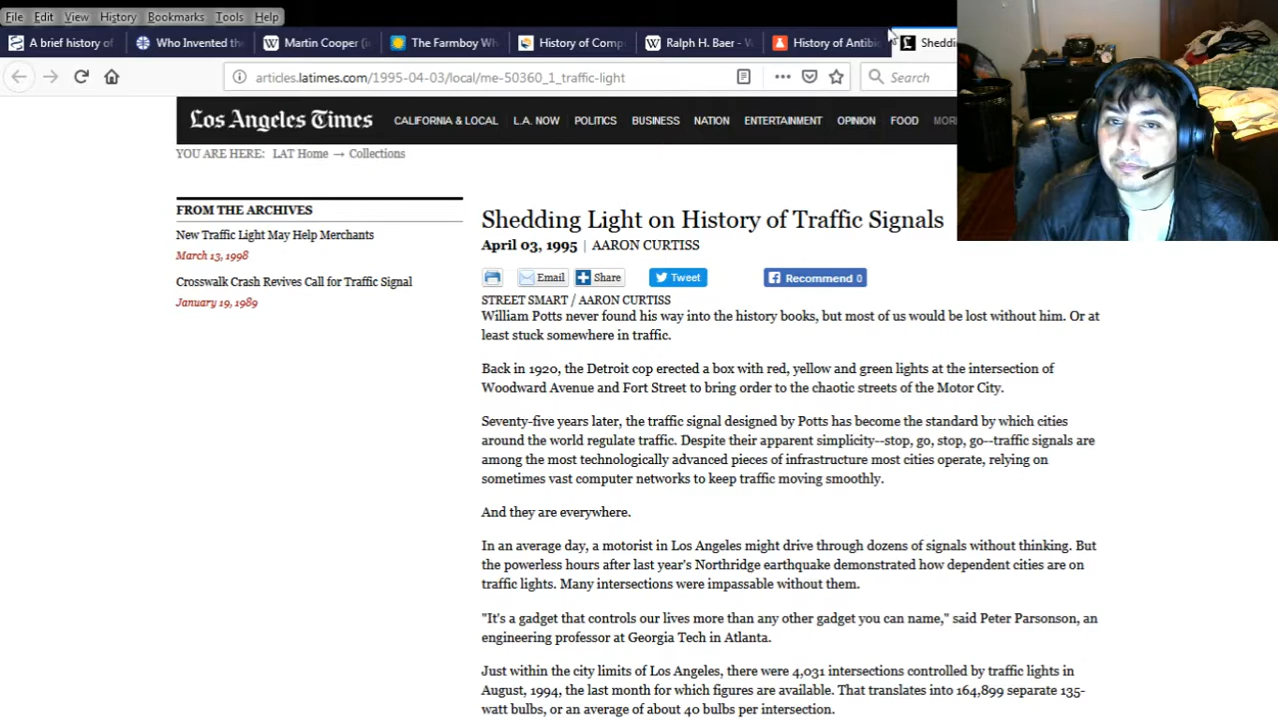 File Edit View History Bookmarks Tools Help
A brief history of Who Invented the Martin Cooper (i The Farmboy Wh History of Comp Ralph H. Baer - W History of Antibi Sheddi
articles.latimes.com/1995-04-03/local/me-50360_1_traffic-light Search
Los Angeles Times CALIFORNIA & LOCAL L.A. NOW POLITICS BUSINESS NATION ENTERTAINMENT OPINION FOOD MOR
YOU ARE HERE: LAT Home → Collections
FROM THE ARCHIVES
New Traffic Light May Help Merchants
March 13, 1998
Crosswalk Crash Revives Call for Traffic Signal
January 19, 1989
Shedding Light on History of Traffic Signals
April 03, 1995 | AARON CURTISS
Email Share Tweet Recommend 0
STREET SMART / AARON CURTISS
William Potts never found his way into the history books, but most of us would be lost without him. Or at
least stuck somewhere in traffic.
Back in 1920, the Detroit cop erected a box with red, yellow and green lights at the intersection of
Woodward Avenue and Fort Street to bring order to the chaotic streets of the Motor City.
Seventy-five years later, the traffic signal designed by Potts has become the standard by which cities
around the world regulate traffic. Despite their apparent simplicity--stop, go, stop, go--traffic signals are
among the most technologically advanced pieces of infrastructure most cities operate, relying on
sometimes vast computer networks to keep traffic moving smoothly.
And they are everywhere.
In an average day, a motorist in Los Angeles might drive through dozens of signals without thinking. But
the powerless hours after last year's Northridge earthquake demonstrated how dependent cities are on
traffic lights. Many intersections were impassable without them.
"It's a gadget that controls our lives more than any other gadget you can name," said Peter Parsonson, an
engineering professor at Georgia Tech in Atlanta.
Just within the city limits of Los Angeles, there were 4,031 intersections controlled by traffic lights in
August, 1994, the last month for which figures are available. That translates into 164,899 separate 135-
watt bulbs, or an average of about 40 bulbs per intersection.